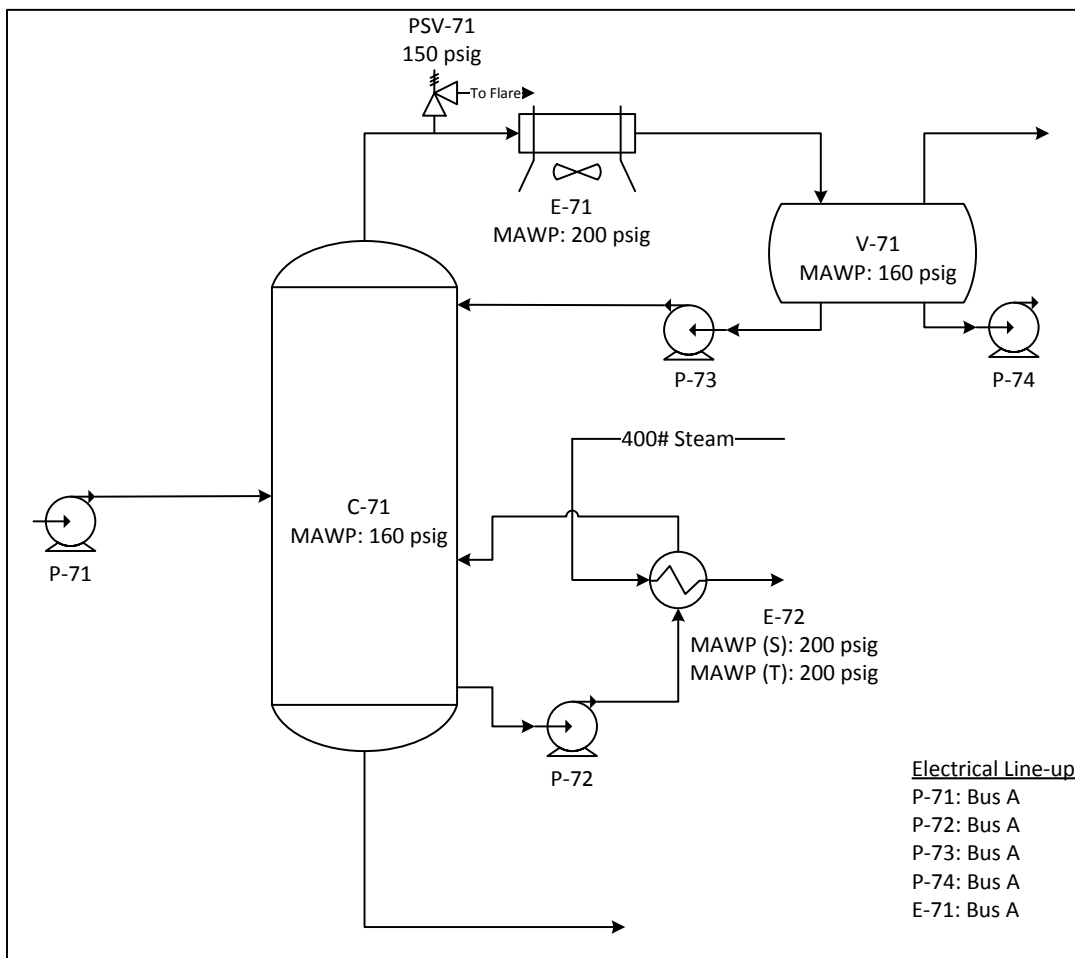 PSV-71
150 psig
To Flare
E-71
MAWP: 200 psig
V-71
MAWP: 160 psig
P-73
P-74
400# Steam
C-71
MAWP: 160 psig
P-71
E-72
MAWP (S): 200 psig
MAWP (T): 200 psig
P-72
Electrical Line-up
P-71: Bus A
P-72: Bus A
P-73: Bus A
P-74: Bus A
E-71: Bus A